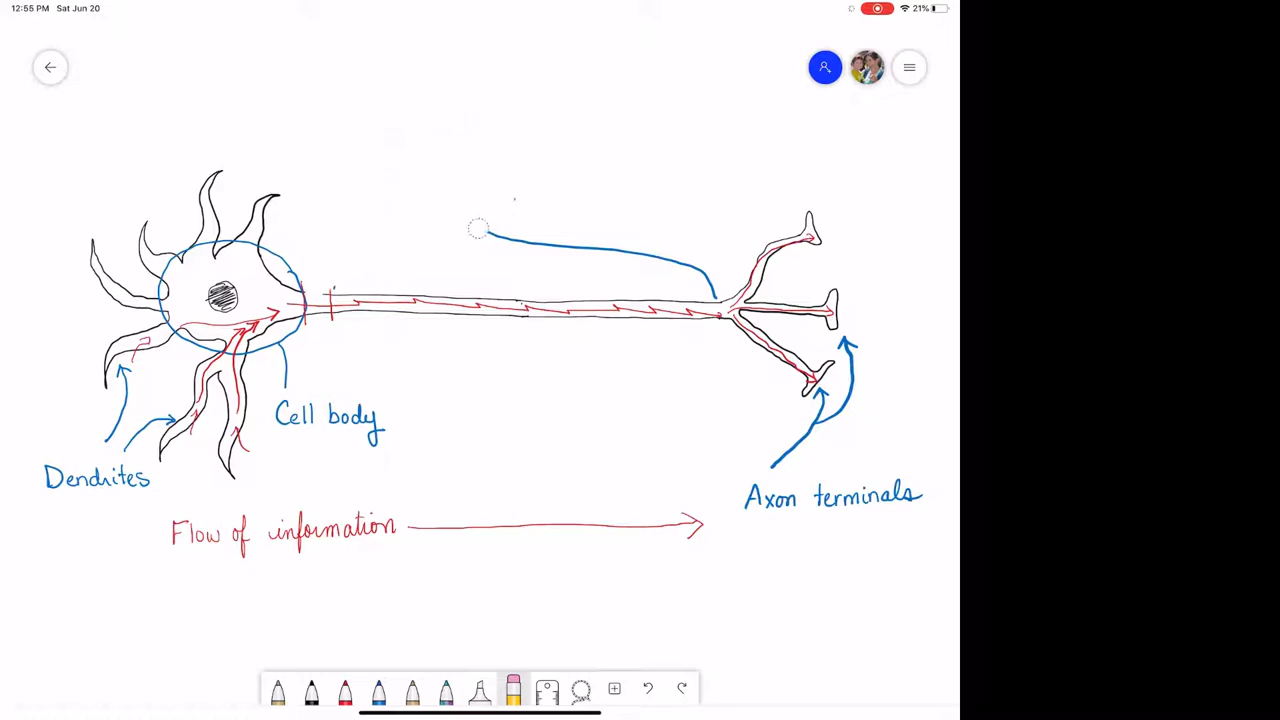 12:55 PM Sat Jun 20
21%
Cell body
Dendrites
Axon terminals
Flow of information